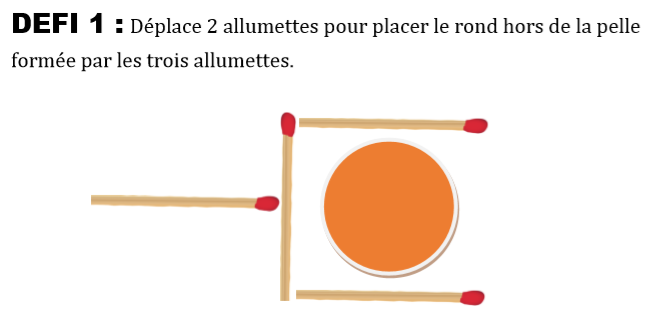 DEFI 1 : Déplace 2 allumettes pour placer le rond hors de la pelle
formée par les trois allumettes.